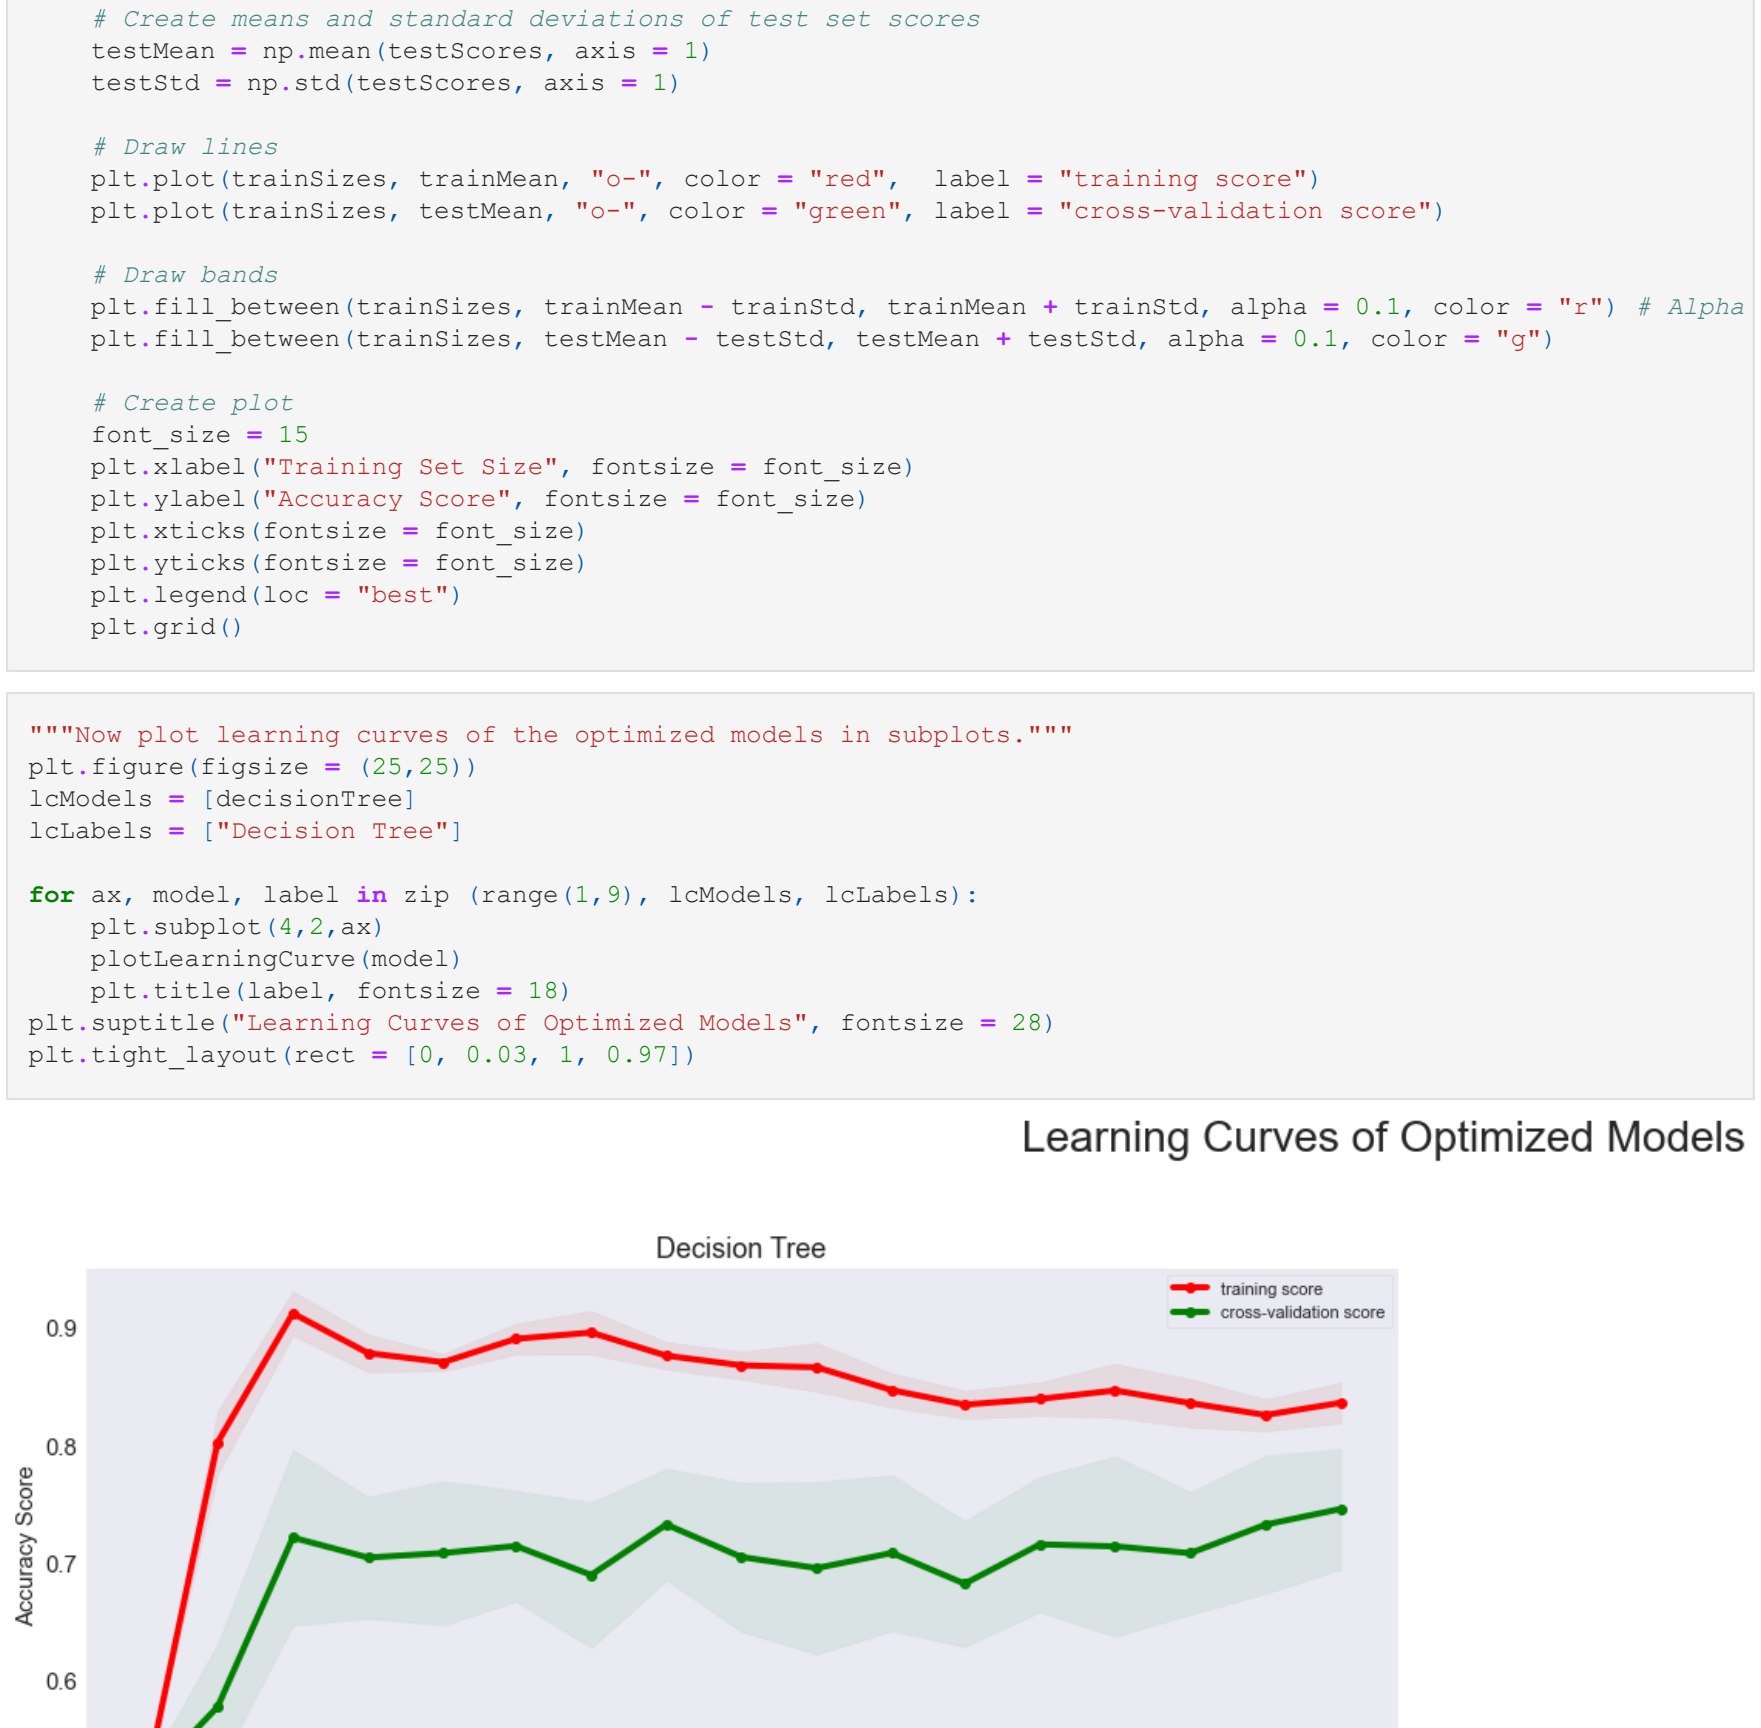 # Create means and standard deviations of test set scores
testMean = np.mean(testScores, axis = 1)
testStd = np.std(testScores, axis = 1)
# Draw lines
plt.plot(trainSizes, trainMean, "o-", color = "red",  label = "training score")
plt.plot(trainSizes, testMean, "o-", color = "green", label = "cross-validation score")
# Draw bands
plt.fill_between(trainSizes, trainMean - trainStd, trainMean + trainStd, alpha = 0.1, color = "r") # Alpha
plt.fill_between(trainSizes, testMean - testStd, testMean + testStd, alpha = 0.1, color = "g")
# Create plot
font_size = 15
plt.xlabel("Training Set Size", fontsize = font_size)
plt.ylabel("Accuracy Score", fontsize = font_size)
plt.xticks(fontsize = font_size)
plt.yticks(fontsize = font_size)
plt.legend(loc = "best")
plt.grid()
"""Now plot learning curves of the optimized models in subplots."""
plt.figure(figsize = (25,25))
lcModels = [decisionTree]
lcLabels = ["Decision Tree"]
for ax, model, label in zip (range(1,9), lcModels, lcLabels):
    plt.subplot(4,2,ax)
    plotLearningCurve(model)
    plt.title(label, fontsize = 18)
plt.suptitle("Learning Curves of Optimized Models", fontsize = 28)
plt.tight_layout(rect = [0, 0.03, 1, 0.97])
Learning Curves of Optimized Models
Decision Tree
training score
cross-validation score
0.9
0.8
0.7
0.6
Accuracy Score